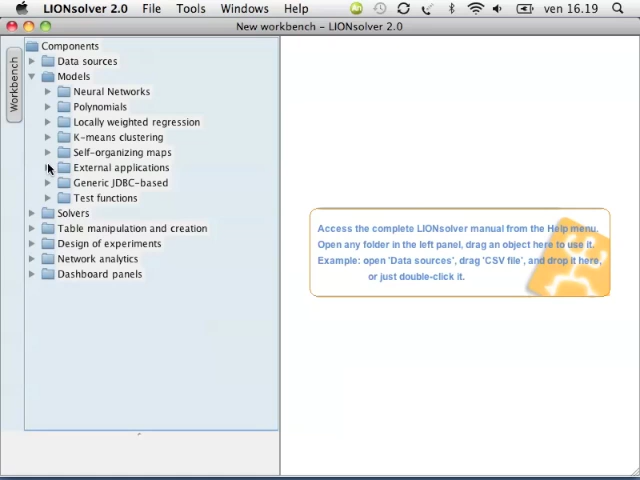 LIONsolver 2.0 File Tools Windows Help ven 16.19
New workbench – LIONsolver 2.0
Workbench
Components
Data sources
Models
Neural Networks
Polynomials
Locally weighted regression
K-means clustering
Self-organizing maps
External applications
Generic JDBC-based
Test functions
Solvers
Table manipulation and creation
Design of experiments
Network analytics
Dashboard panels
Access the complete LIONsolver manual from the Help menu.
Open any folder in the left panel, drag an object here to use it.
Example: open 'Data sources', drag 'CSV file', and drop it here,
or just double-click it.